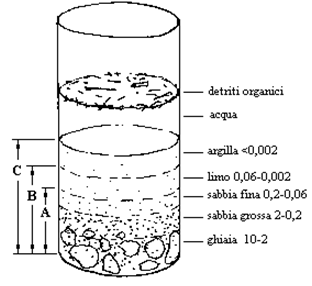 detriti organici
acqua
argilla <0,002
limo 0,06-0,002
sabbia fina 0,2-0,06
sabbia grossa 2-0,2
ghiaia 10-2
C
B
A